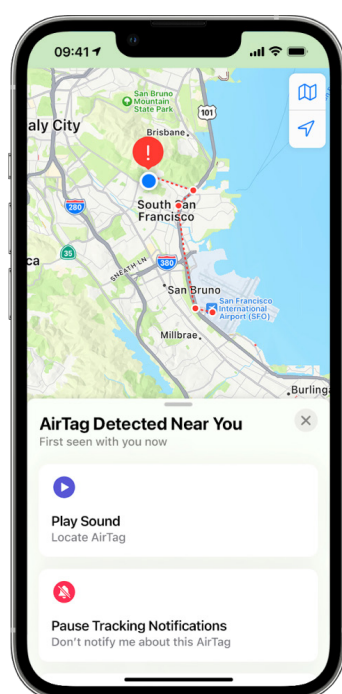 09:41
San Bruno
Mountain
State Park
101
aly City
Brisbane
South San
Francisco
280
35
ca
SNEATH LN
380
San Bruno
San Francisco
International
Airport (SFO)
Millbrae
Burling
AirTag Detected Near You
First seen with you now
Play Sound
Locate AirTag
Pause Tracking Notifications
Don't notify me about this AirTag